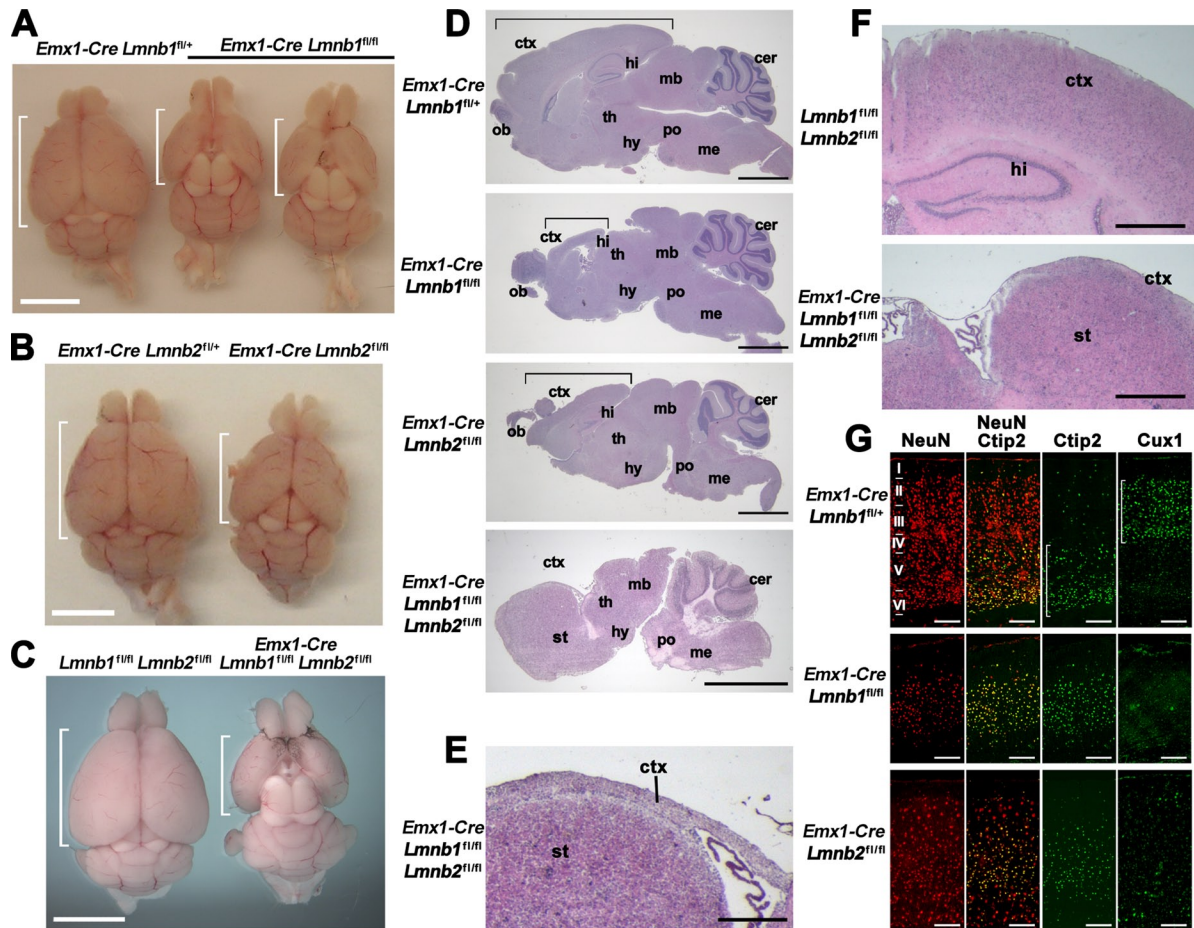 A
Emx1-Cre Lmnb1fl/+ Emx1-Cre Lmnb1fl/fl
B
Emx1-Cre Lmnb2fl/+ Emx1-Cre Lmnb2fl/fl
C
Emx1-Cre
Lmnb1fl/fl Lmnb2fl/fl Lmnb1fl/fl Lmnb2fl/fl
D
Emx1-Cre
Lmnb1fl/+
ctx
hi
mb
cer
ob
th
hy
po
me
Emx1-Cre
Lmnb1fl/fl
ctx
hi
th
mb
cer
ob
hy
po
me
Emx1-Cre
Lmnb2fl/fl
ctx
hi
mb
cer
ob
th
hy
po
me
Emx1-Cre
Lmnb1fl/fl
Lmnb2fl/fl
ctx
mb
cer
th
st
hy
po
me
E
Emx1-Cre
Lmnb1fl/fl
Lmnb2fl/fl
ctx
st
F
Lmnb1fl/fl
Lmnb2fl/fl
ctx
hi
Emx1-Cre
Lmnb1fl/fl
Lmnb2fl/fl
ctx
st
G
NeuN
NeuN
Ctip2
Ctip2
Cux1
Emx1-Cre
Lmnb1fl/+
I
II
III
IV
V
VI
Emx1-Cre
Lmnb1fl/fl
Emx1-Cre
Lmnb2fl/fl